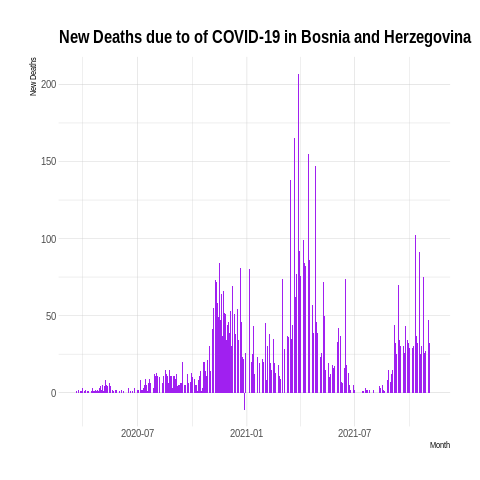 New Deaths due to of COVID-19 in Bosnia and Herzegovina
New Deaths
200
150
100
50
0
2020-07
2021-01
2021-07
Month